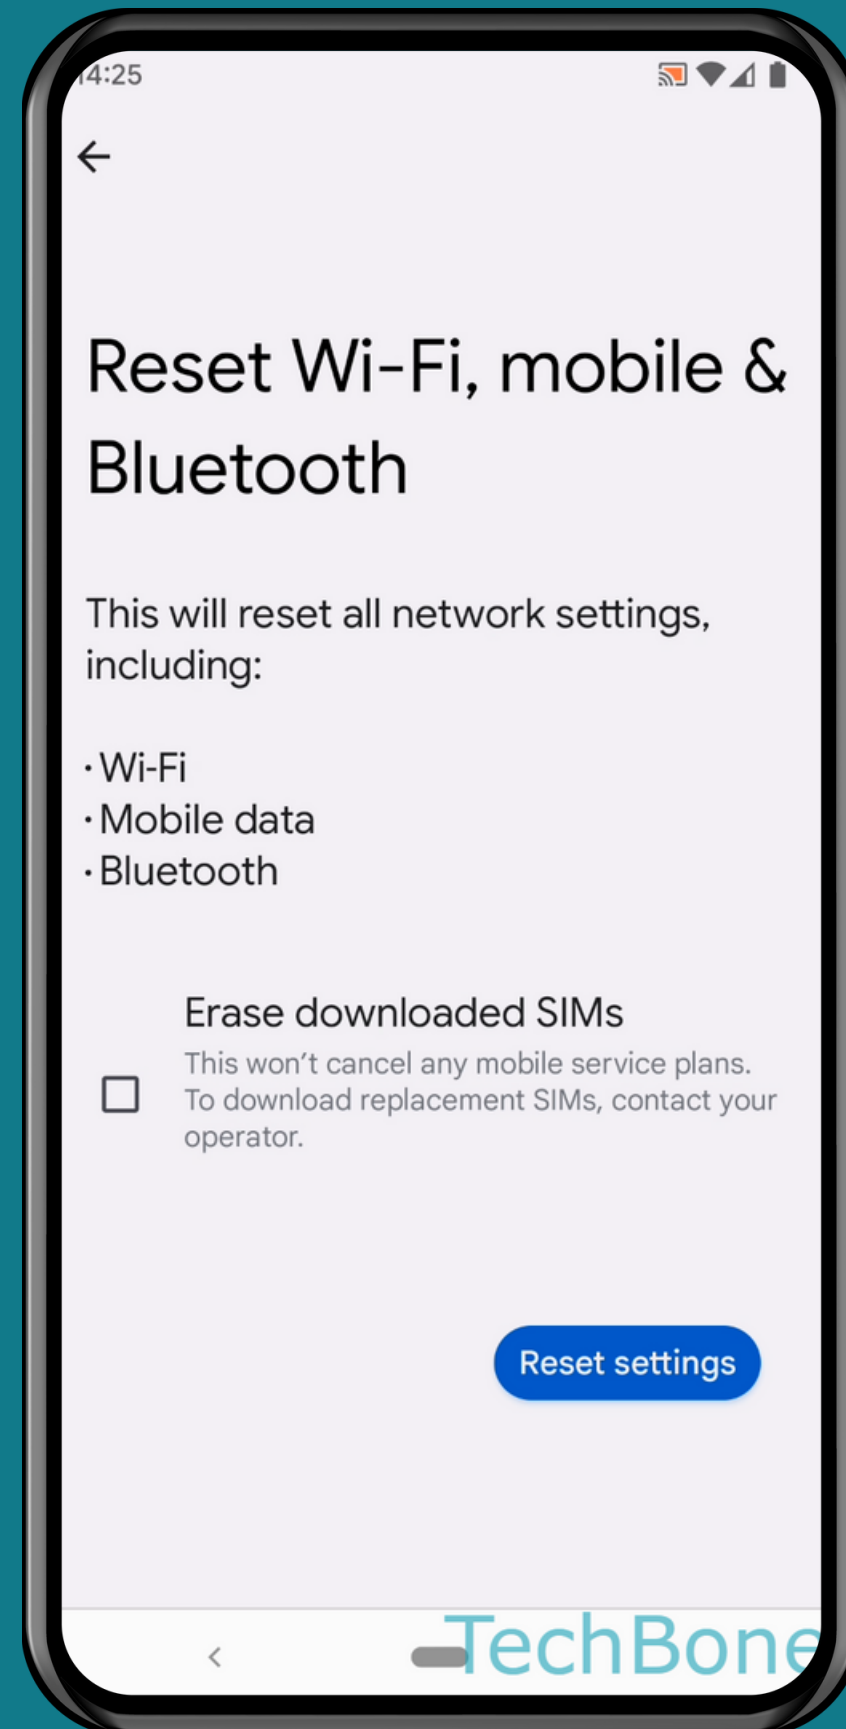 14:25
Reset Wi-Fi, mobile &
Bluetooth
This will reset all network settings,
including:
· Wi-Fi
· Mobile data
· Bluetooth
Erase downloaded SIMs
This won't cancel any mobile service plans.
To download replacement SIMs, contact your
operator.
Reset settings
TechBone